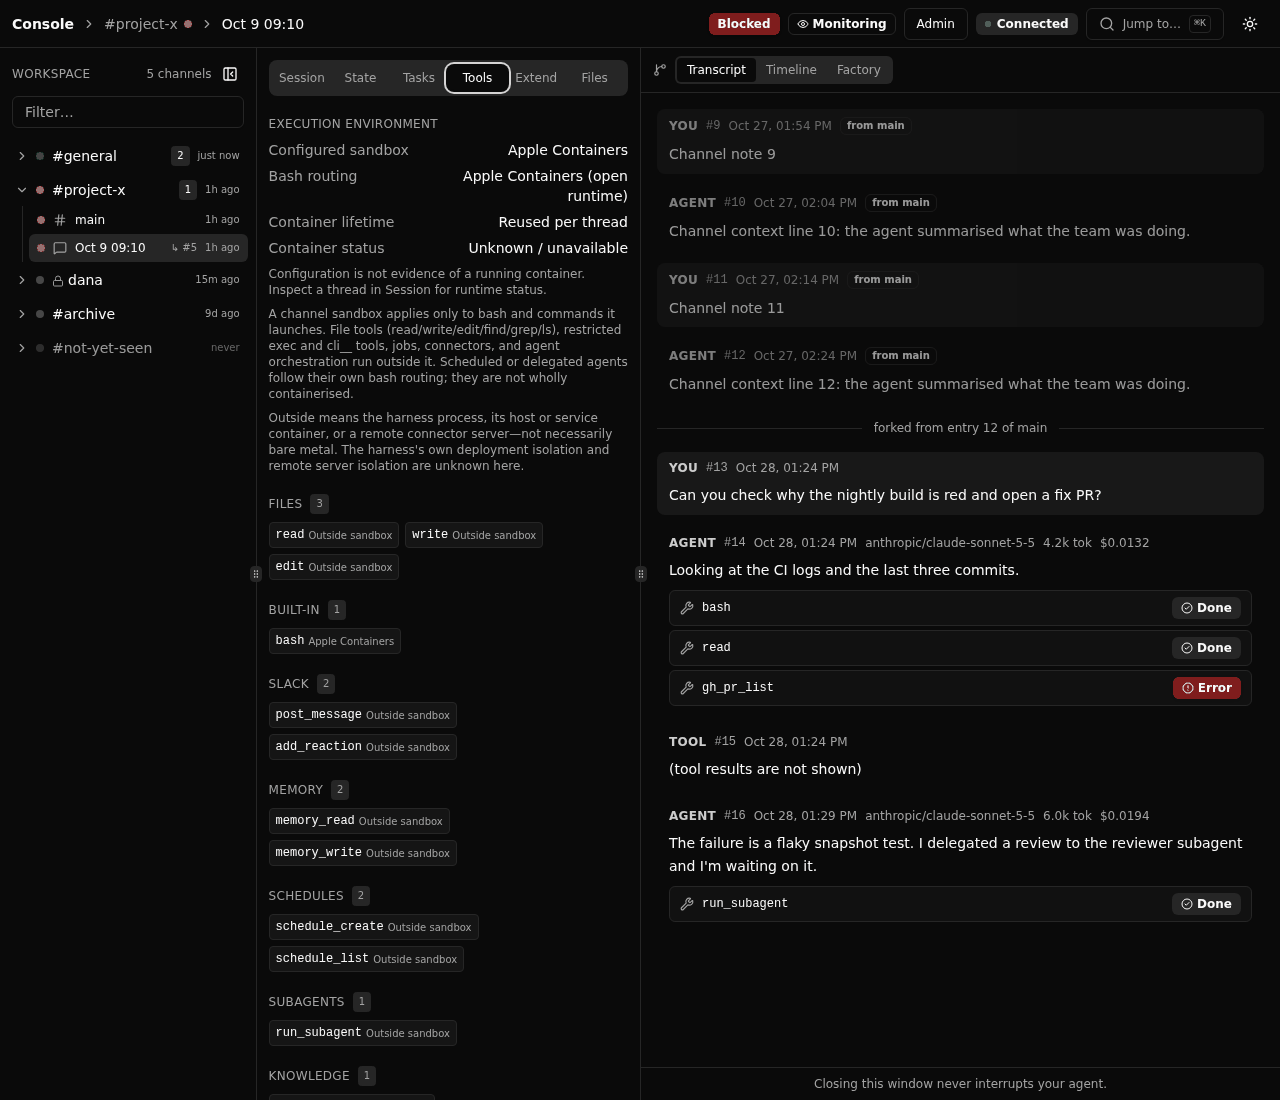 Console > #project-x > Oct 9 09:10
Blocked
Monitoring
Admin
Connected
Jump to... ⌘K
WORKSPACE
5 channels
Filter...
#general 2 just now
#project-x 1 1h ago
main 1h ago
Oct 9 09:10 ↳ #5 1h ago
dana 15m ago
#archive 9d ago
#not-yet-seen never
Session State Tasks Tools Extend Files
EXECUTION ENVIRONMENT
Configured sandbox Apple Containers
Bash routing Apple Containers (open
runtime)
Container lifetime Reused per thread
Container status Unknown / unavailable
Configuration is not evidence of a running container.
Inspect a thread in Session for runtime status.
A channel sandbox applies only to bash and commands it
launches. File tools (read/write/edit/find/grep/ls), restricted
exec and cli__ tools, jobs, connectors, and agent
orchestration run outside it. Scheduled or delegated agents
follow their own bash routing; they are not wholly
containerised.
Outside means the harness process, its host or service
container, or a remote connector server—not necessarily
bare metal. The harness's own deployment isolation and
remote server isolation are unknown here.
FILES 3
read Outside sandbox
write Outside sandbox
edit Outside sandbox
BUILT-IN 1
bash Apple Containers
SLACK 2
post_message Outside sandbox
add_reaction Outside sandbox
MEMORY 2
memory_read Outside sandbox
memory_write Outside sandbox
SCHEDULES 2
schedule_create Outside sandbox
schedule_list Outside sandbox
SUBAGENTS 1
run_subagent Outside sandbox
KNOWLEDGE 1
Transcript Timeline Factory
YOU #9 Oct 27, 01:54 PM from main
Channel note 9
AGENT #10 Oct 27, 02:04 PM from main
Channel context line 10: the agent summarised what the team was doing.
YOU #11 Oct 27, 02:14 PM from main
Channel note 11
AGENT #12 Oct 27, 02:24 PM from main
Channel context line 12: the agent summarised what the team was doing.
forked from entry 12 of main
YOU #13 Oct 28, 01:24 PM
Can you check why the nightly build is red and open a fix PR?
AGENT #14 Oct 28, 01:24 PM anthropic/claude-sonnet-5-5 4.2k tok $0.0132
Looking at the CI logs and the last three commits.
bash Done
read Done
gh_pr_list Error
TOOL #15 Oct 28, 01:24 PM
(tool results are not shown)
AGENT #16 Oct 28, 01:29 PM anthropic/claude-sonnet-5-5 6.0k tok $0.0194
The failure is a flaky snapshot test. I delegated a review to the reviewer subagent
and I'm waiting on it.
run_subagent Done
Closing this window never interrupts your agent.